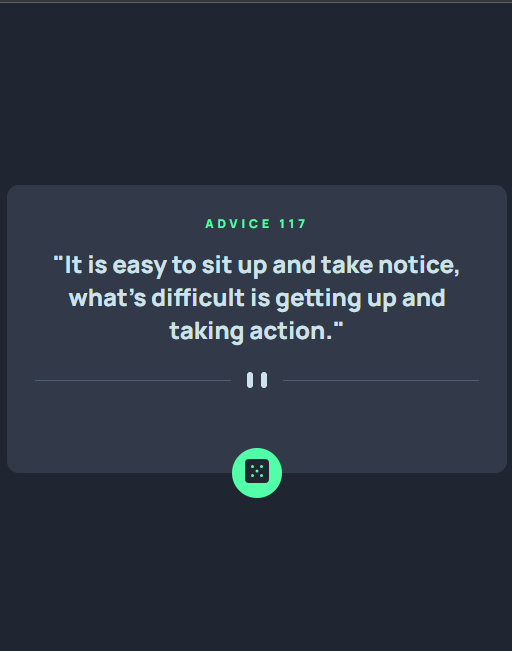 ADVICE 117
"It is easy to sit up and take notice,
what's difficult is getting up and
taking action."